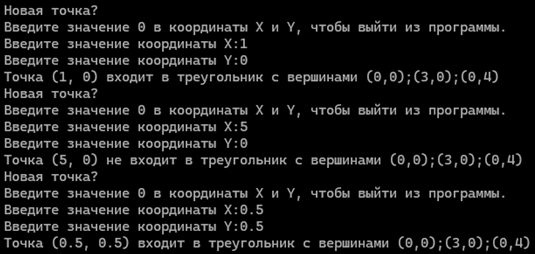 Новая точка?
Введите значение 0 в координаты X и Y, чтобы выйти из программы.
Введите значение координаты X:1
Введите значение координаты Y:0
Точка (1, 0) входит в треугольник с вершинами (0,0);(3,0);(0,4)
Новая точка?
Введите значение 0 в координаты X и Y, чтобы выйти из программы.
Введите значение координаты X:5
Введите значение координаты Y:0
Точка (5, 0) не входит в треугольник с вершинами (0,0);(3,0);(0,4)
Новая точка?
Введите значение 0 в координаты X и Y, чтобы выйти из программы.
Введите значение координаты X:0.5
Введите значение координаты Y:0.5
Точка (0.5, 0.5) входит в треугольник с вершинами (0,0);(3,0);(0,4)